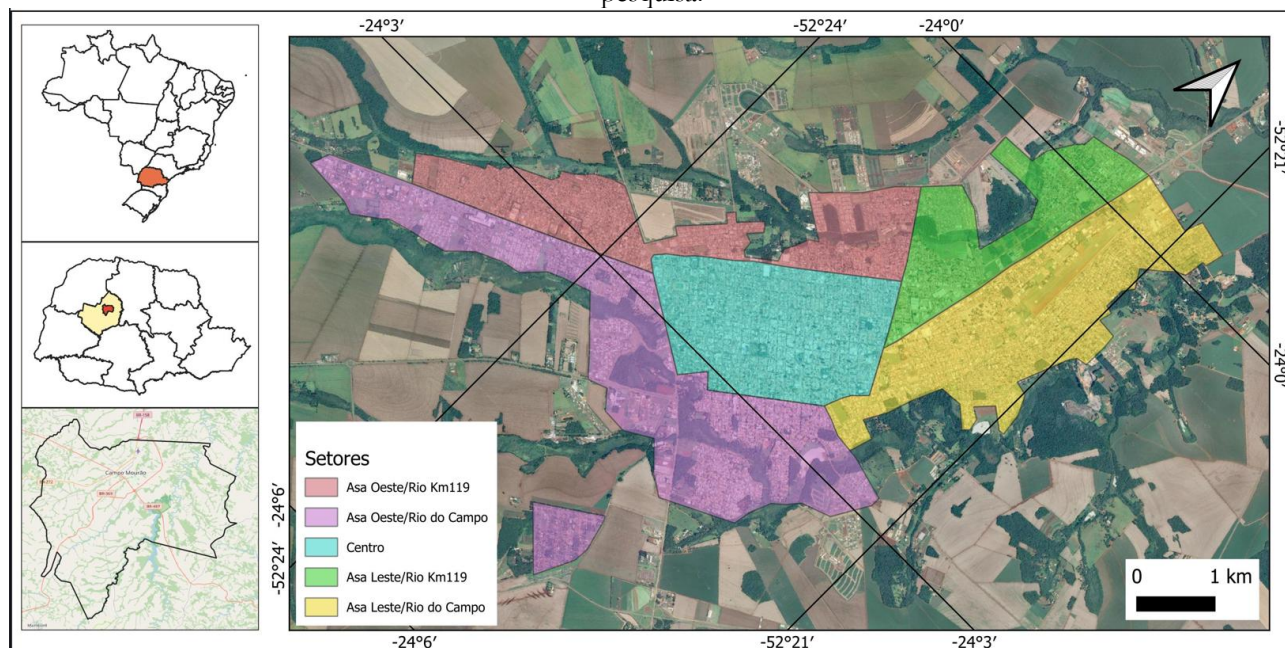 pesquisa.
-24°3′
-52°24′
-24°0′
-52°21′
-24°0′
Campo Mourão
Setores
Asa Oeste/Rio Km119
Asa Oeste/Rio do Campo
Centro
Asa Leste/Rio Km119
Asa Leste/Rio do Campo
-24°6′
-52°24′
0 1 km
-24°6′
-52°21′
-24°3′